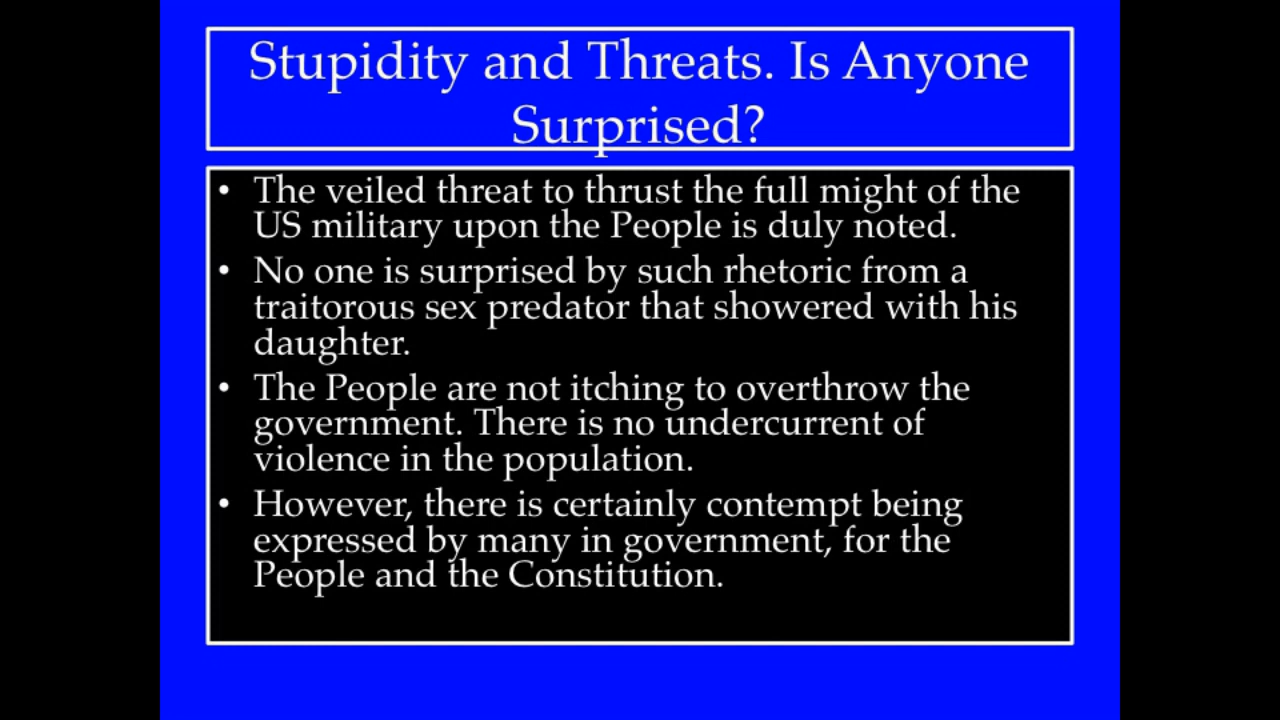 Stupidity and Threats. Is Anyone
Surprised?
• The veiled threat to thrust the full might of the
US military upon the People is duly noted.
• No one is surprised by such rhetoric from a
traitorous sex predator that showered with his
daughter.
• The People are not itching to overthrow the
government. There is no undercurrent of
violence in the population.
• However, there is certainly contempt being
expressed by many in government, for the
People and the Constitution.